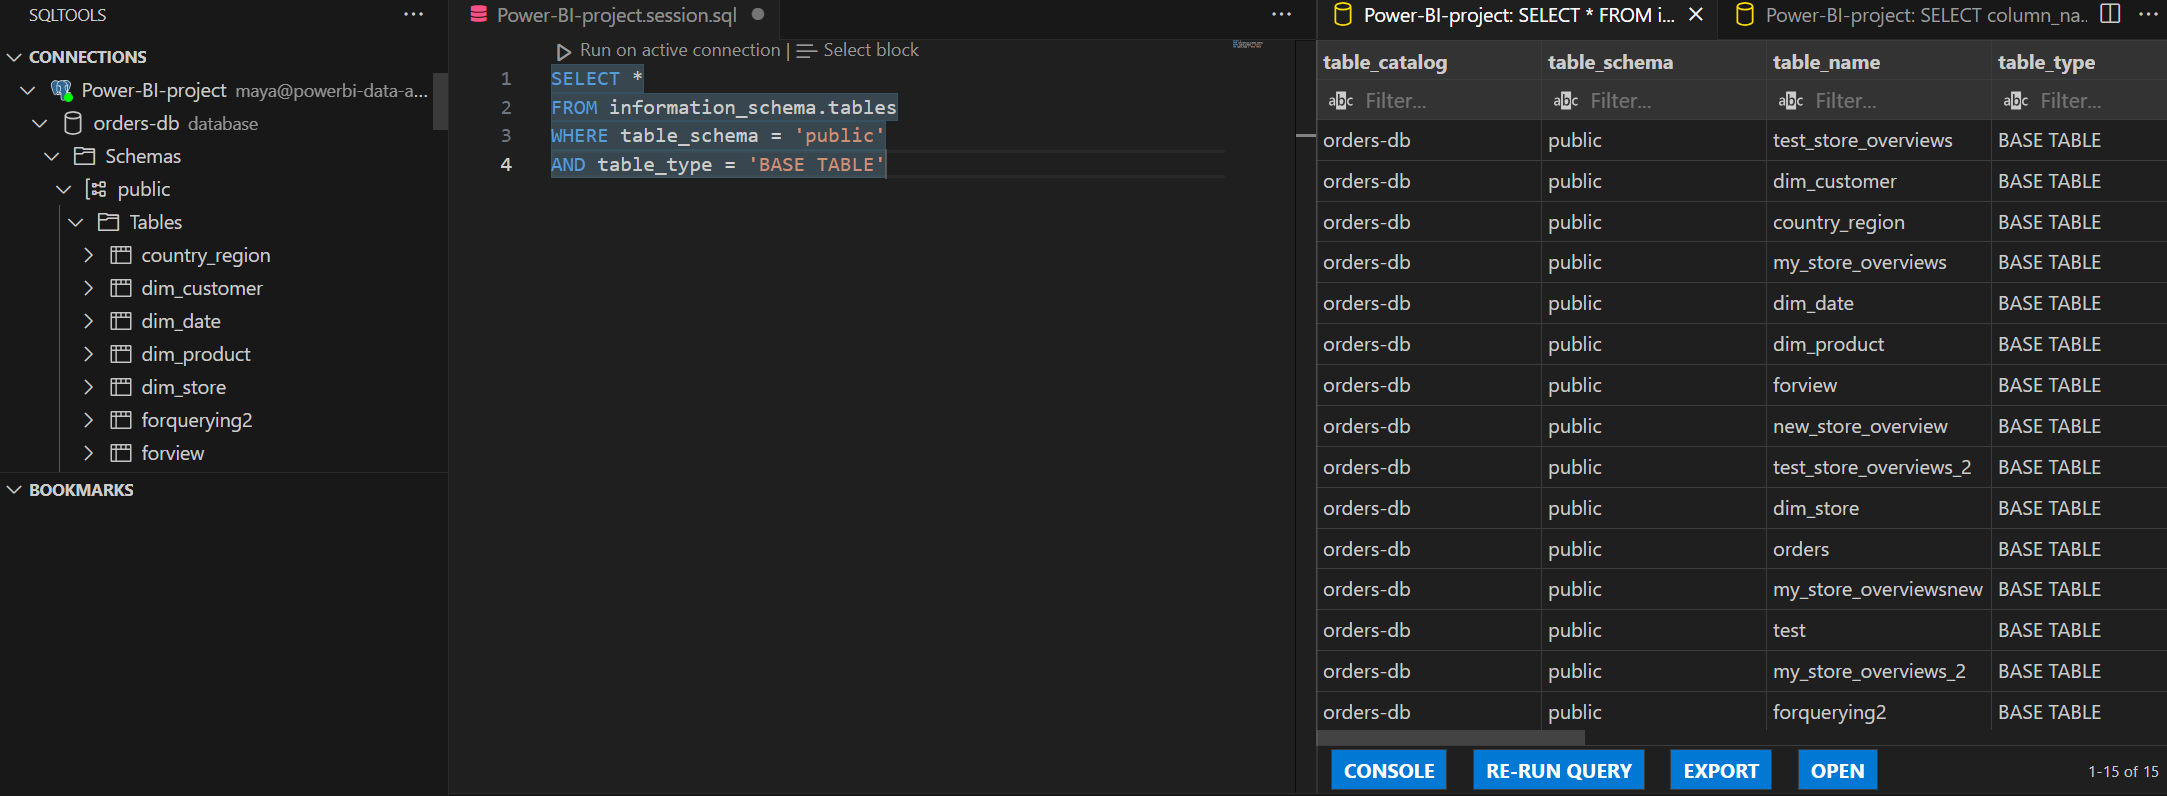 SQLTOOLS ···
CONNECTIONS
Power-BI-project maya@powerbi-data-a...
orders-db database
Schemas
public
Tables
country_region
dim_customer
dim_date
dim_product
dim_store
forquerying2
forview
BOOKMARKS
Power-BI-project.session.sql ···
Run on active connection | Select block
1 SELECT *
2 FROM information_schema.tables
3 WHERE table_schema = 'public'
4 AND table_type = 'BASE TABLE'
Power-BI-project: SELECT * FROM i... Power-BI-project: SELECT column_na... ···
table_catalog table_schema table_name table_type
abc Filter... abc Filter... abc Filter... abc Filter...
orders-db public test_store_overviews BASE TABLE
orders-db public dim_customer BASE TABLE
orders-db public country_region BASE TABLE
orders-db public my_store_overviews BASE TABLE
orders-db public dim_date BASE TABLE
orders-db public dim_product BASE TABLE
orders-db public forview BASE TABLE
orders-db public new_store_overview BASE TABLE
orders-db public test_store_overviews_2 BASE TABLE
orders-db public dim_store BASE TABLE
orders-db public orders BASE TABLE
orders-db public my_store_overviewsnew BASE TABLE
orders-db public test BASE TABLE
orders-db public my_store_overviews_2 BASE TABLE
orders-db public forquerying2 BASE TABLE
CONSOLE RE-RUN QUERY EXPORT OPEN 1-15 of 15